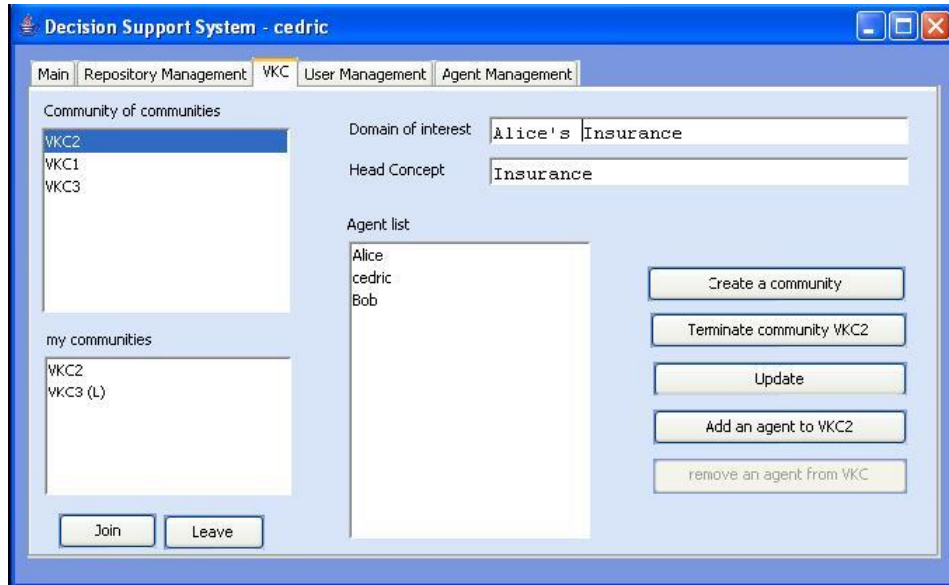 Decision Support System - cedric
Main Repository Management VKC User Management Agent Management
Community of communities
VKC2
VKC1
VKC3
Domain of interest Alice's Insurance
Head Concept Insurance
Agent list
Alice
cedric
Bob
my communities
VKC2
VKC3 (L)
Create a community
Terminate community VKC2
Update
Add an agent to VKC2
remove an agent from VKC
Join Leave